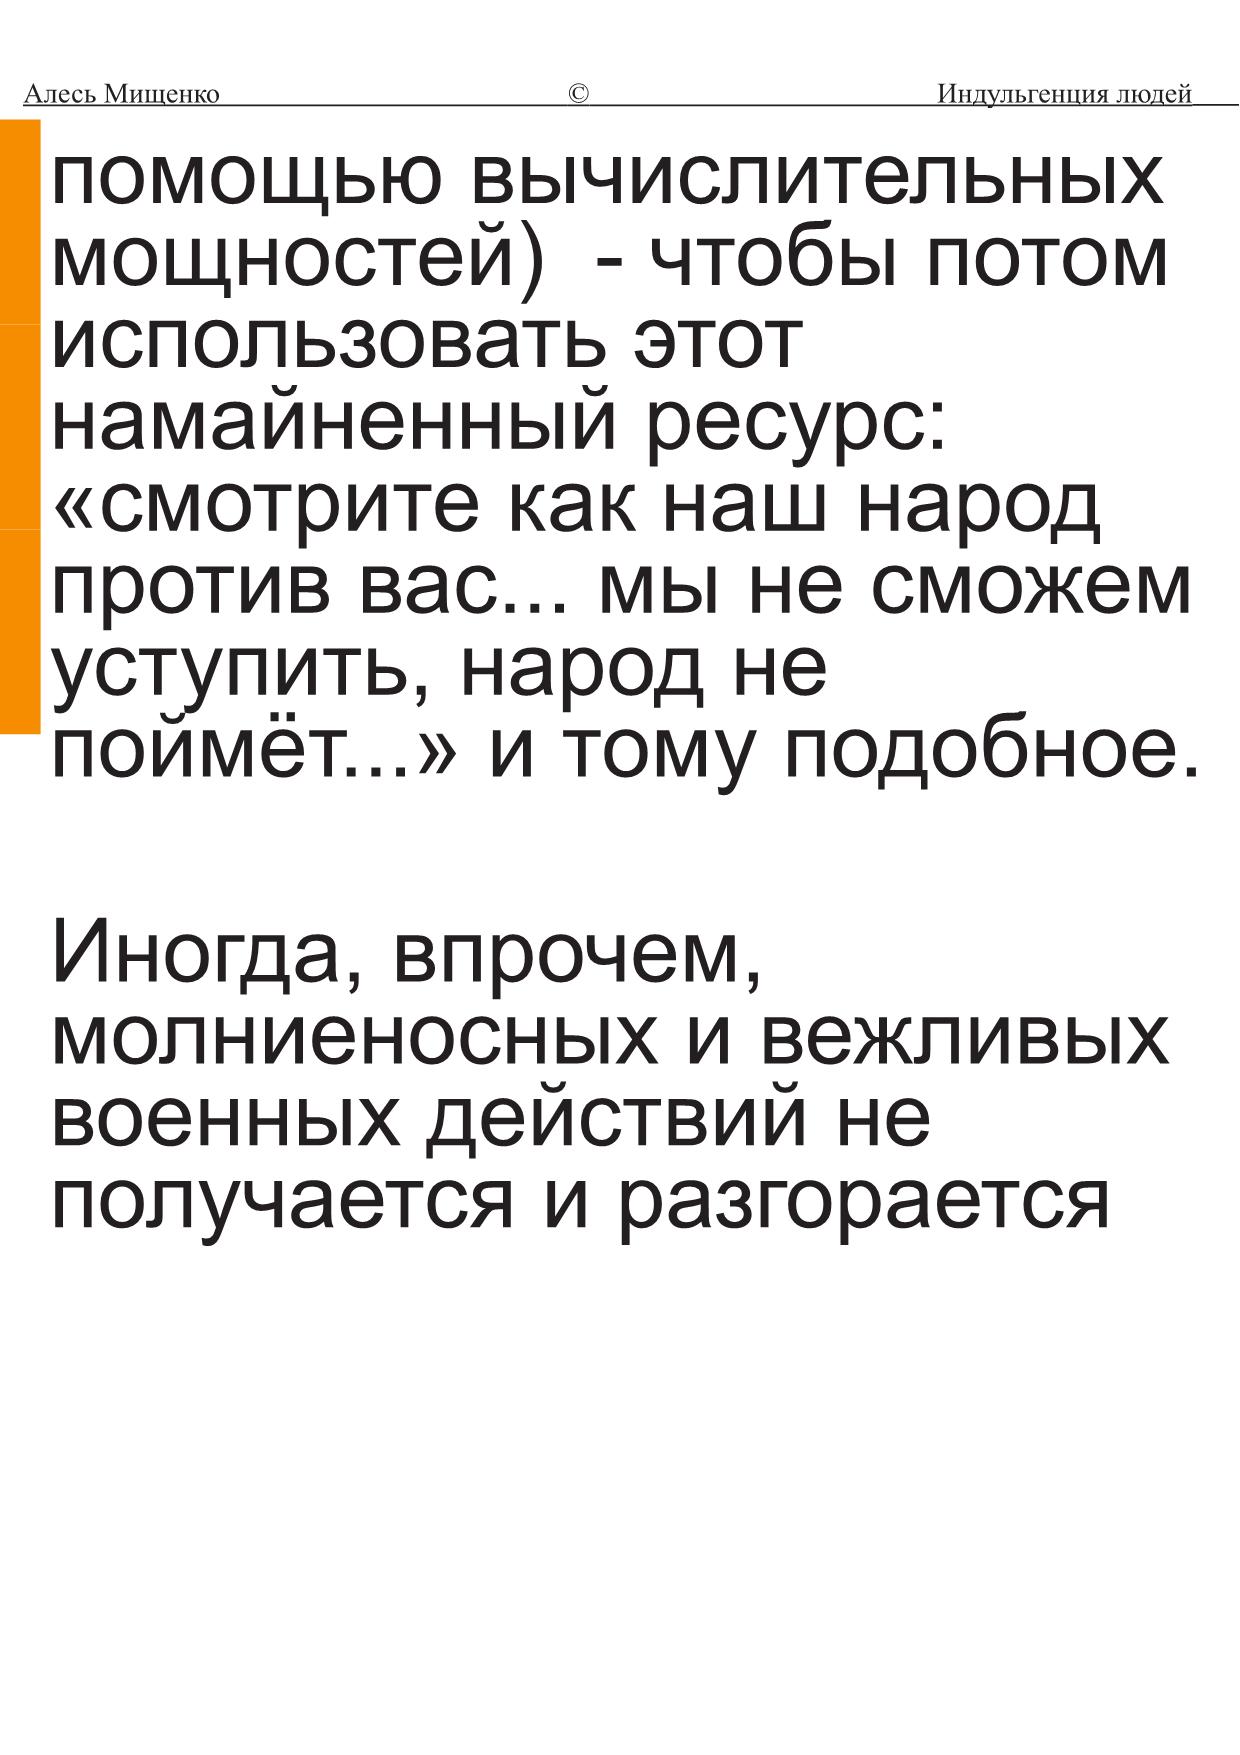 Алесь Мищенко © Индульгенция людей
помощью вычислительных
мощностей)  - чтобы потом
использовать этот
намайненный ресурс:
«смотрите как наш народ
против вас... мы не сможем
уступить, народ не
поймёт...» и тому подобное.
Иногда, впрочем,
молниеносных и вежливых
военных действий не
получается и разгорается